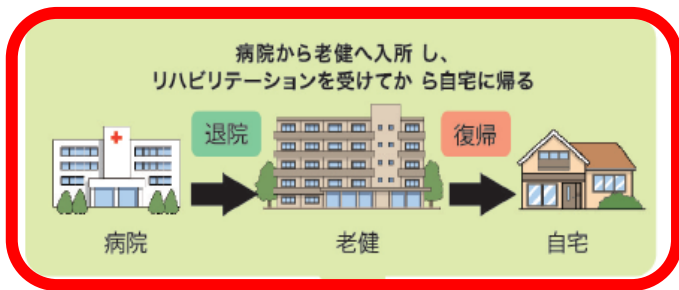 病院から老健へ入所 し、
リハビリテーションを受けてか ら自宅に帰る
退院
復帰
病院
老健
自宅